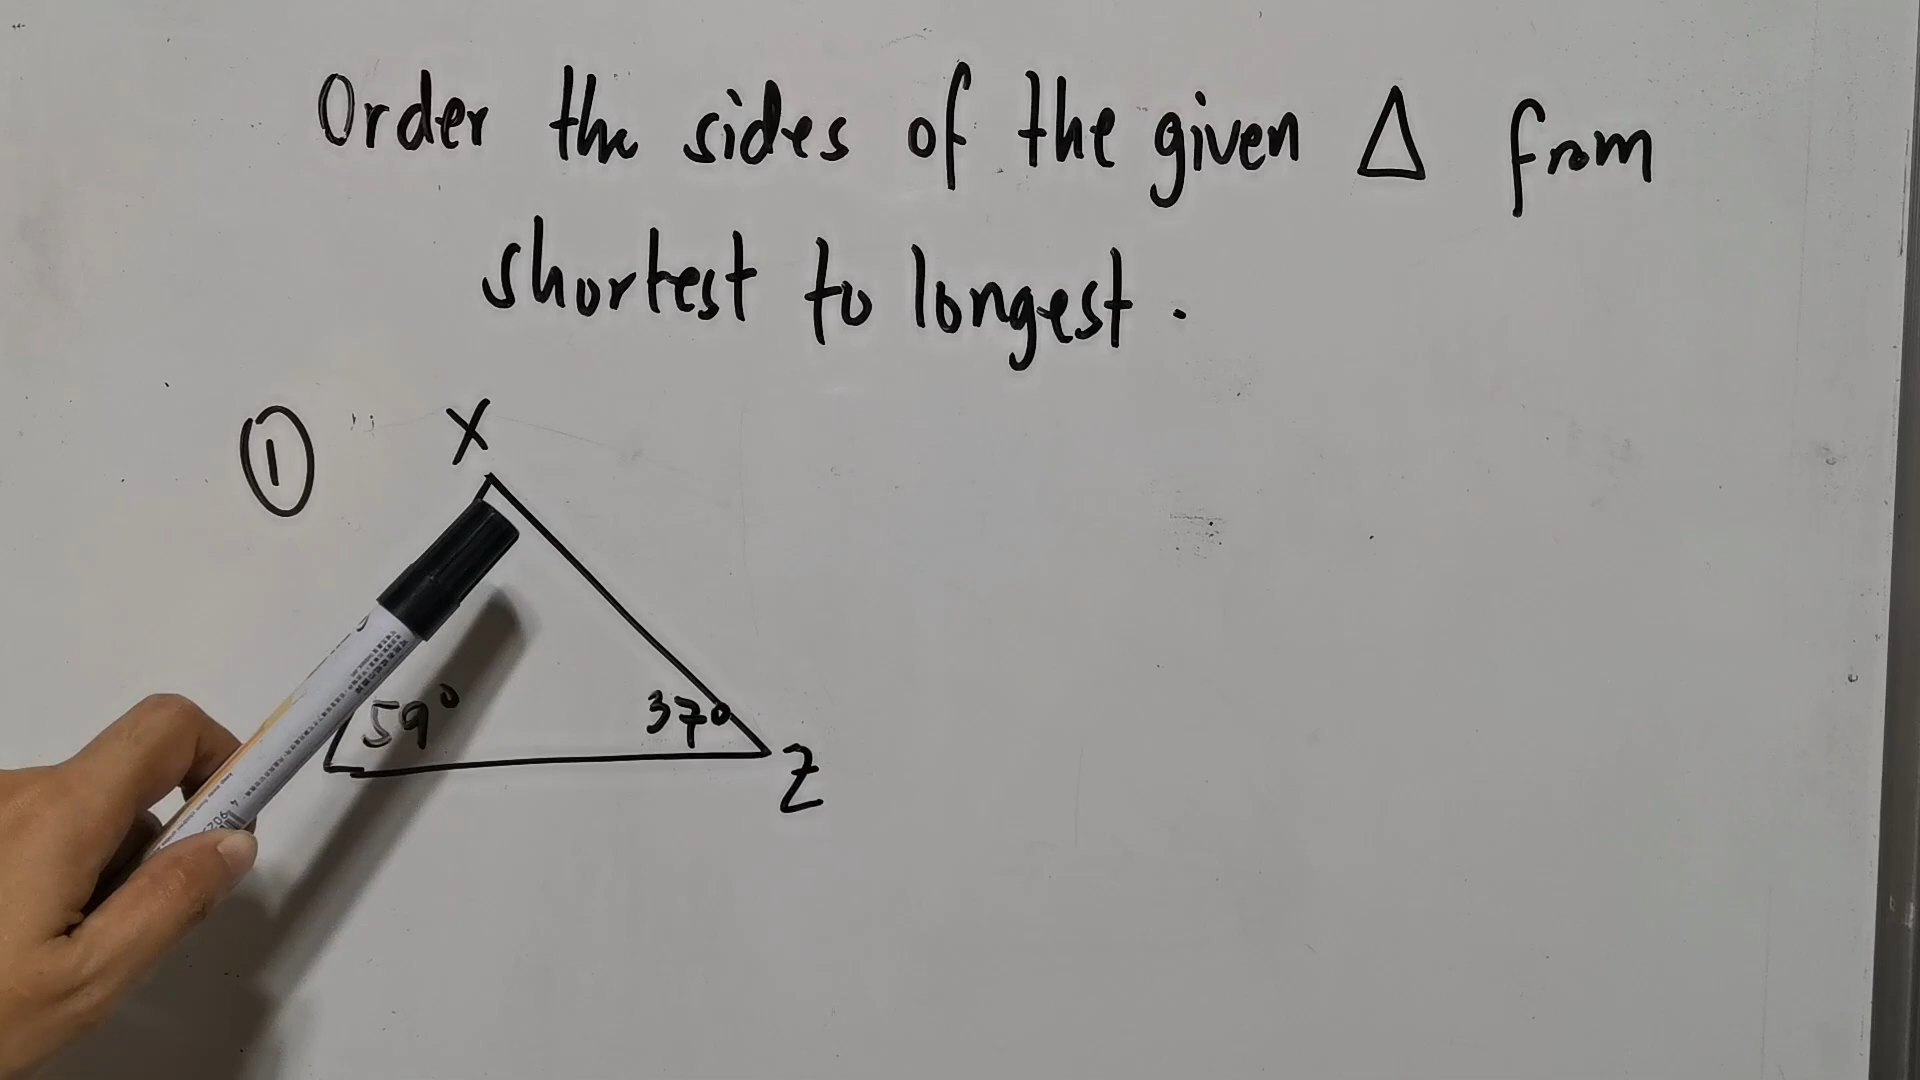 Order the sides of the given Δ from
shortest to longest.
①
X
59°
37°
Z